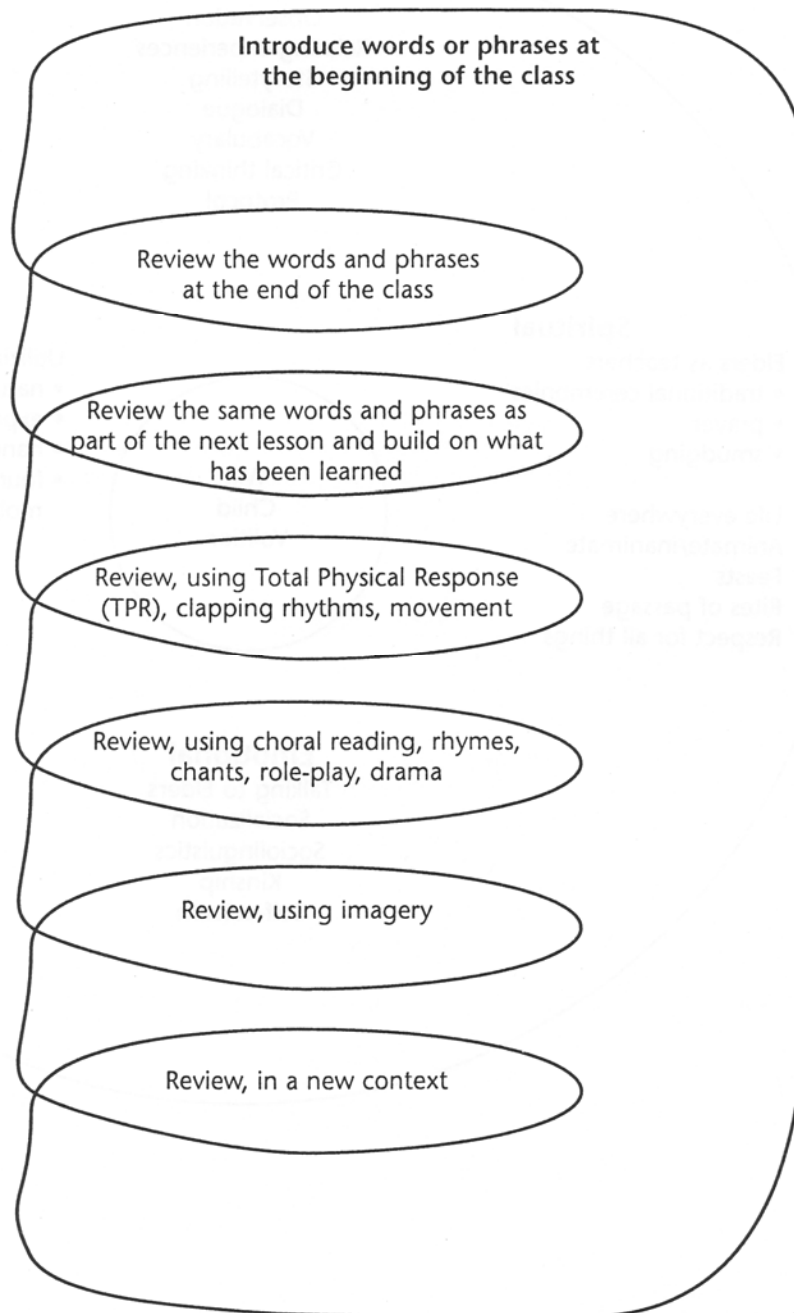 Introduce words or phrases at
the beginning of the class
Review the words and phrases
at the end of the class
Review the same words and phrases as
part of the next lesson and build on what
has been learned
Review, using Total Physical Response
(TPR), clapping rhythms, movement
Review, using choral reading, rhymes,
chants, role-play, drama
Review, using imagery
Review, in a new context